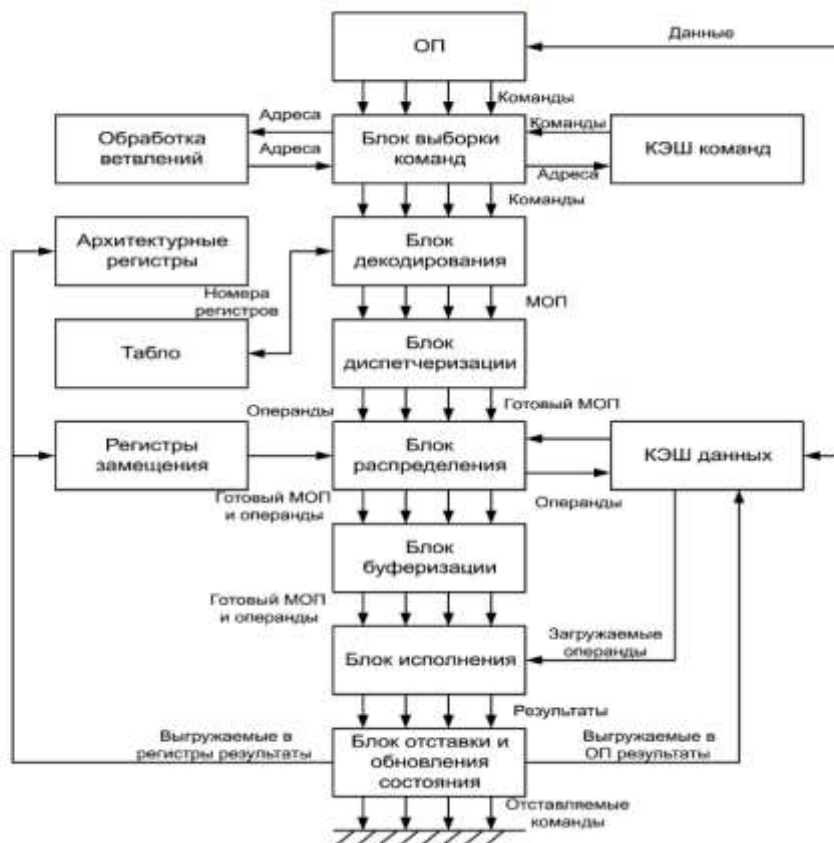 ОП
Данные
Команды
Адреса
Обработка
ветвлений
Адреса
Блок выборки
команд
Команды
Адреса
КЭШ команд
Команды
Архитектурные
регистры
Блок
декодирования
Номера
регистров
МОП
Табло
Блок
диспетчеризации
Операнды
Готовый МОП
Регистры
замещения
Блок
распределения
КЭШ данных
Операнды
Готовый МОП
и операнды
Блок
буферизации
Готовый МОП
и операнды
Блок исполнения
Загружаемые
операнды
Результаты
Выгружаемые в
регистры результаты
Блок отставки и
обновления
состояния
Выгружаемые в
ОП результаты
Отставляемые
команды